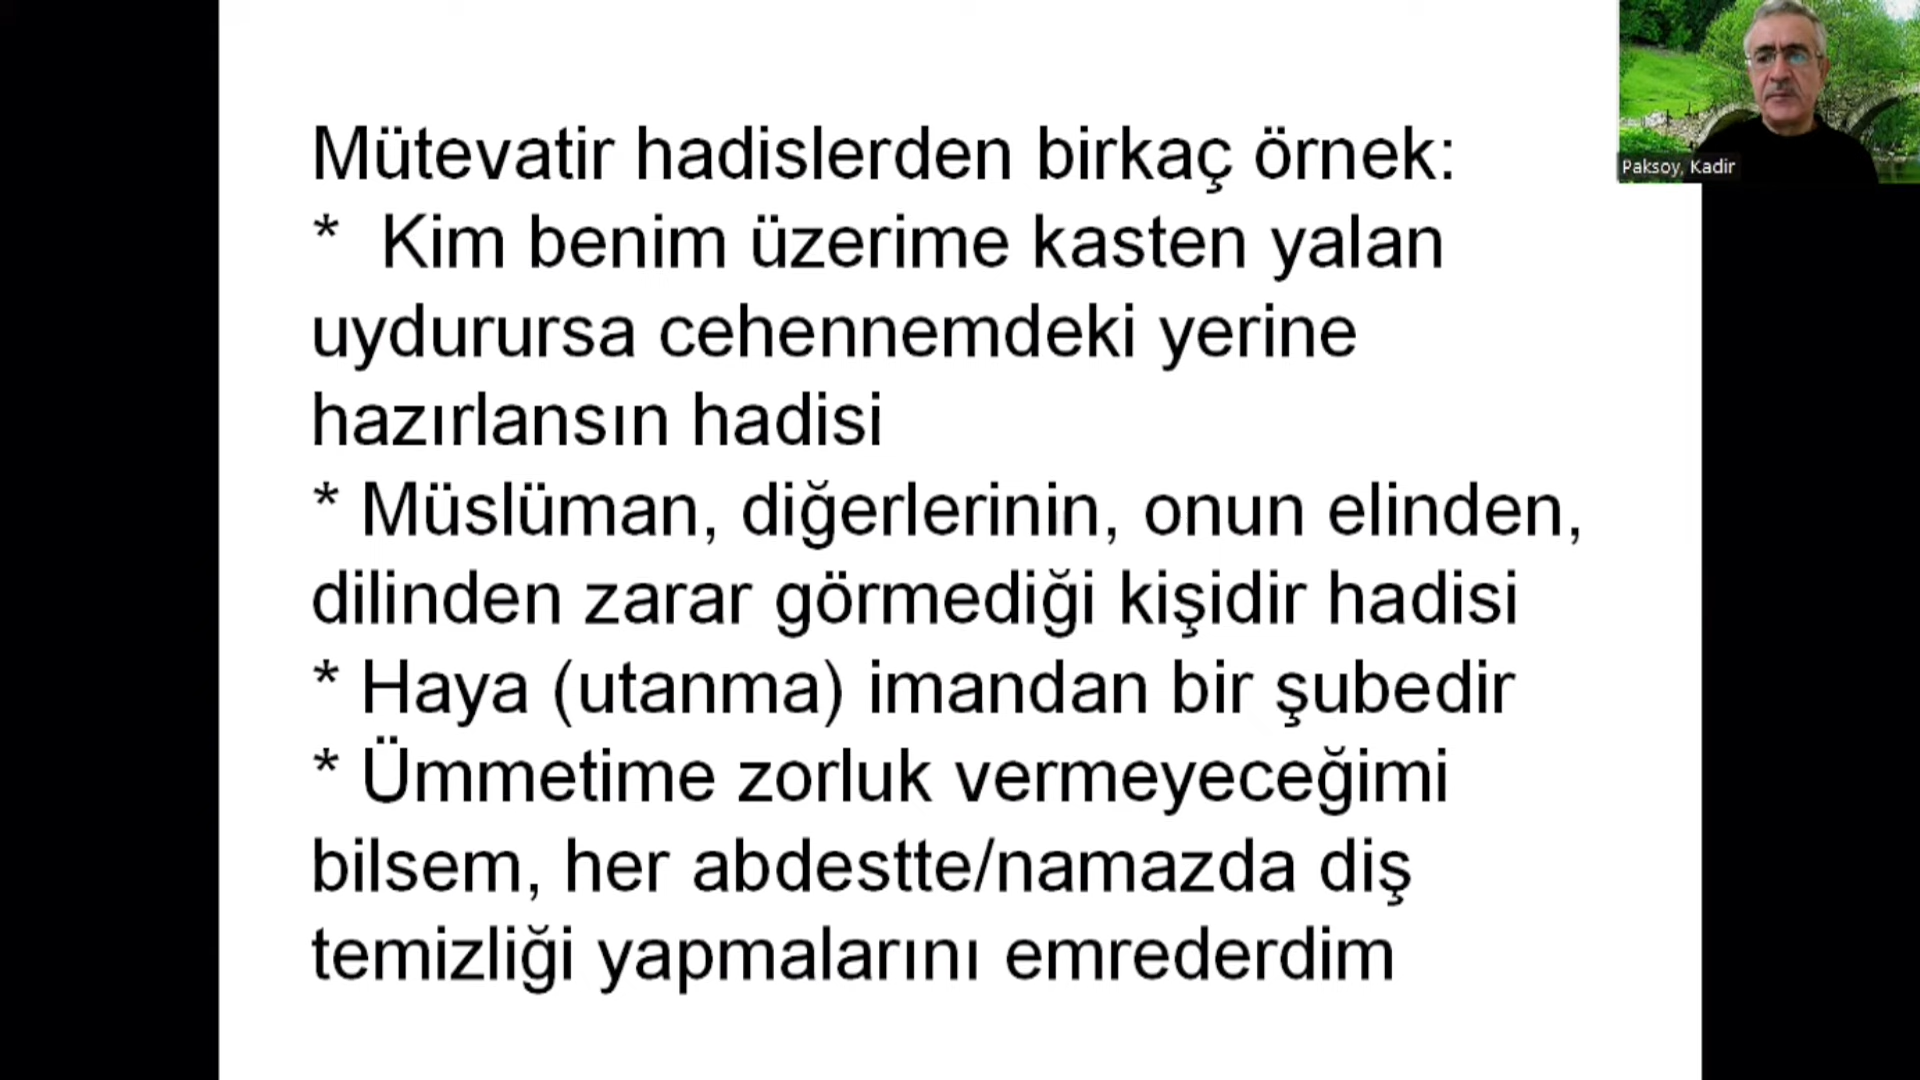 Mütevatir hadislerden birkaç örnek:
* Kim benim üzerime kasten yalan
uydurursa cehennemdeki yerine
hazırlansın hadisi
* Müslüman, diğerlerinin, onun elinden,
dilinden zarar görmediği kişidir hadisi
* Haya (utanma) imandan bir şubedir
* Ümmetime zorluk vermeyeceğimi
bilsem, her abdestte/namazda diş
temizliği yapmalarını emrederdim
Paksoy, Kadir